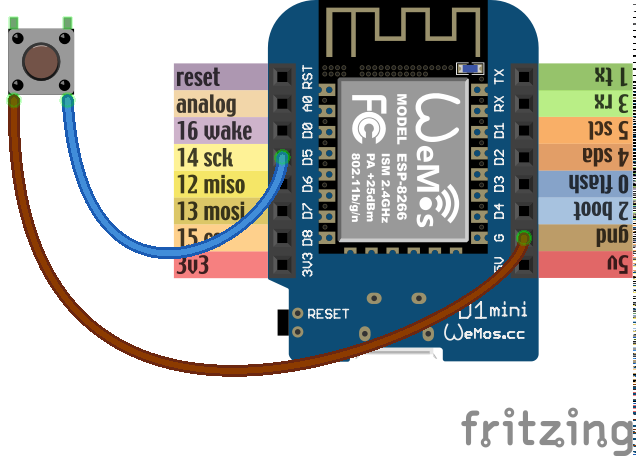 reset
analog
16 wake
14 sck
12 miso
13 mosi
15
3v3
RST
A0
D0
D5
D6
D7
D8
3V3
WeMos
MODEL ESP-8266
ISM 2.4GHz
PA +25dBm
802.11b/g/n
FC
TX
RX
D1
D2
D3
D4
G
5V
1 tx
3 rx
5 scl
4 sda
0 flash
2 boot
gnd
5v
RESET
D1 mini
WeMos.cc
fritzing